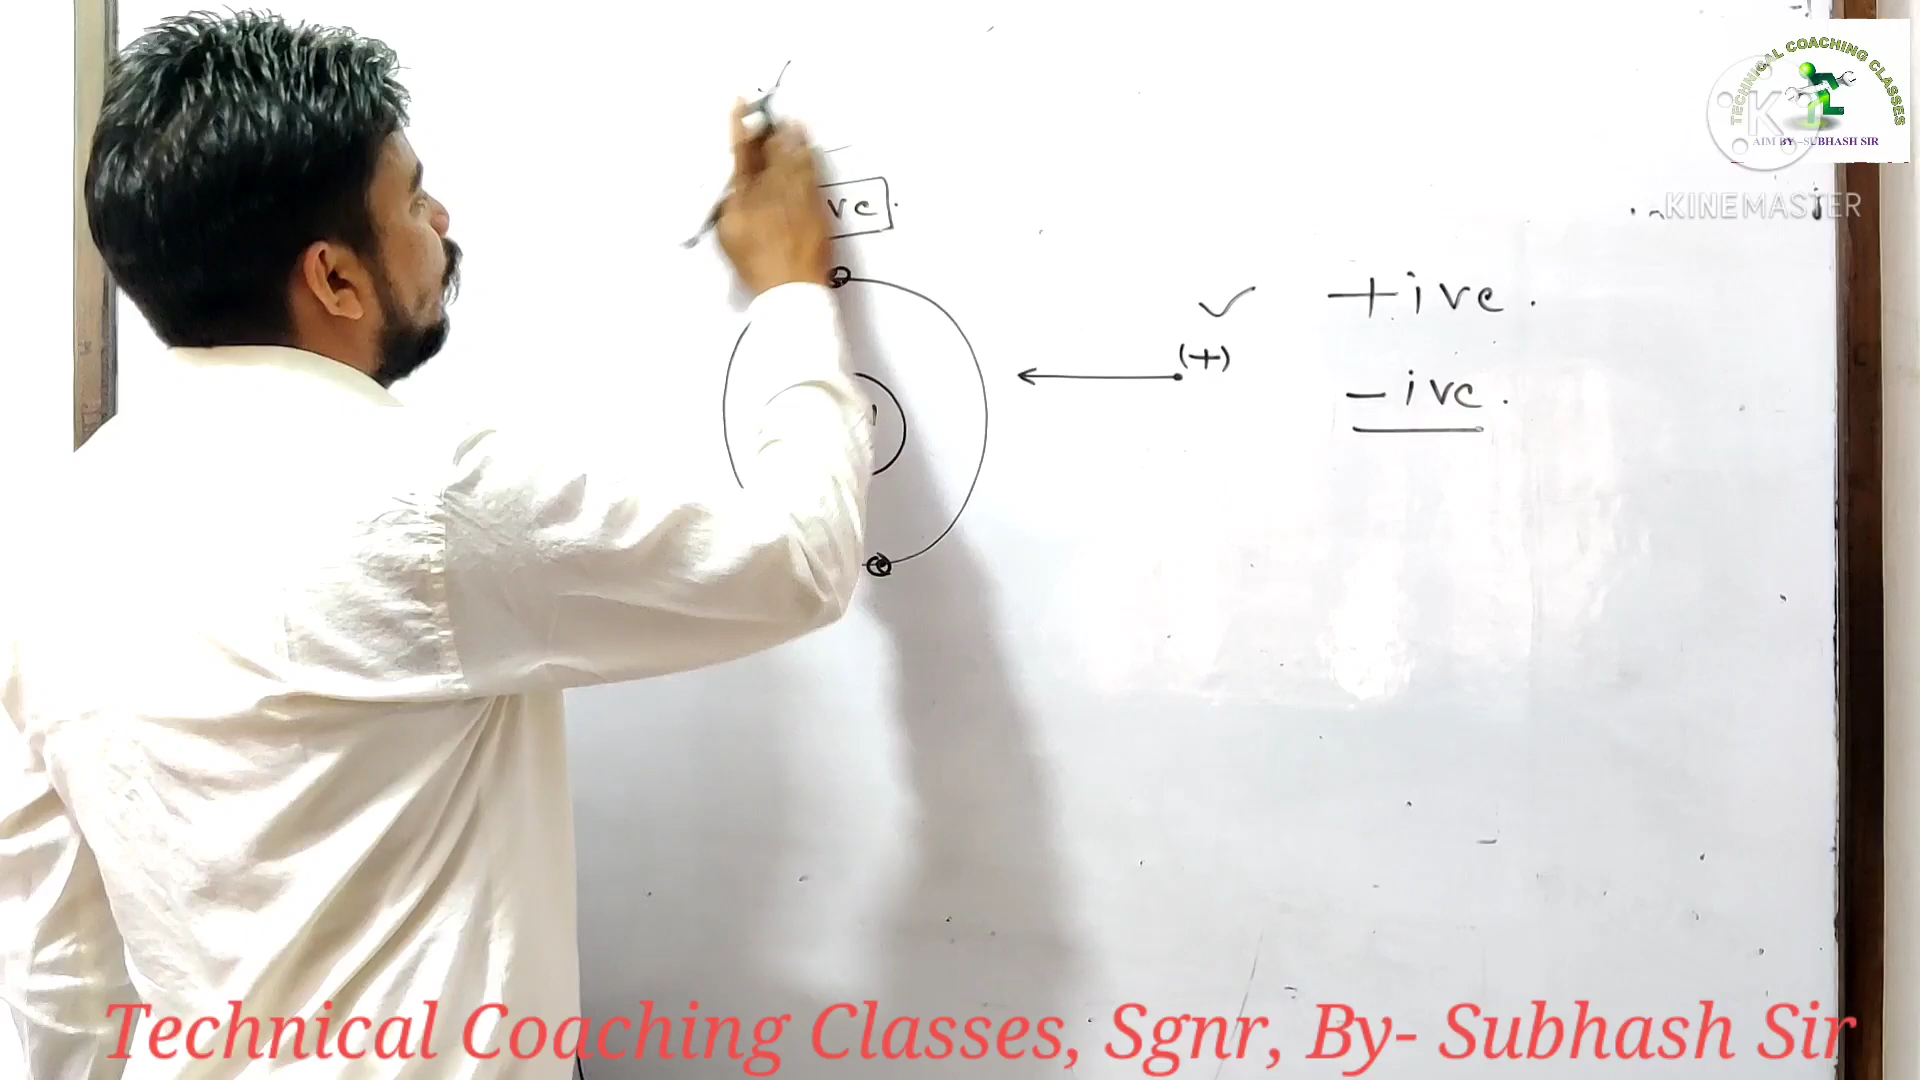 TECHNICAL COACHING CLASSES
K
AIM BY-SUBHASH SIR
KINEMASTER
ve.
+ive.
(+)
-ive.
Technical Coaching Classes, Sgnr, By- Subhash Sir